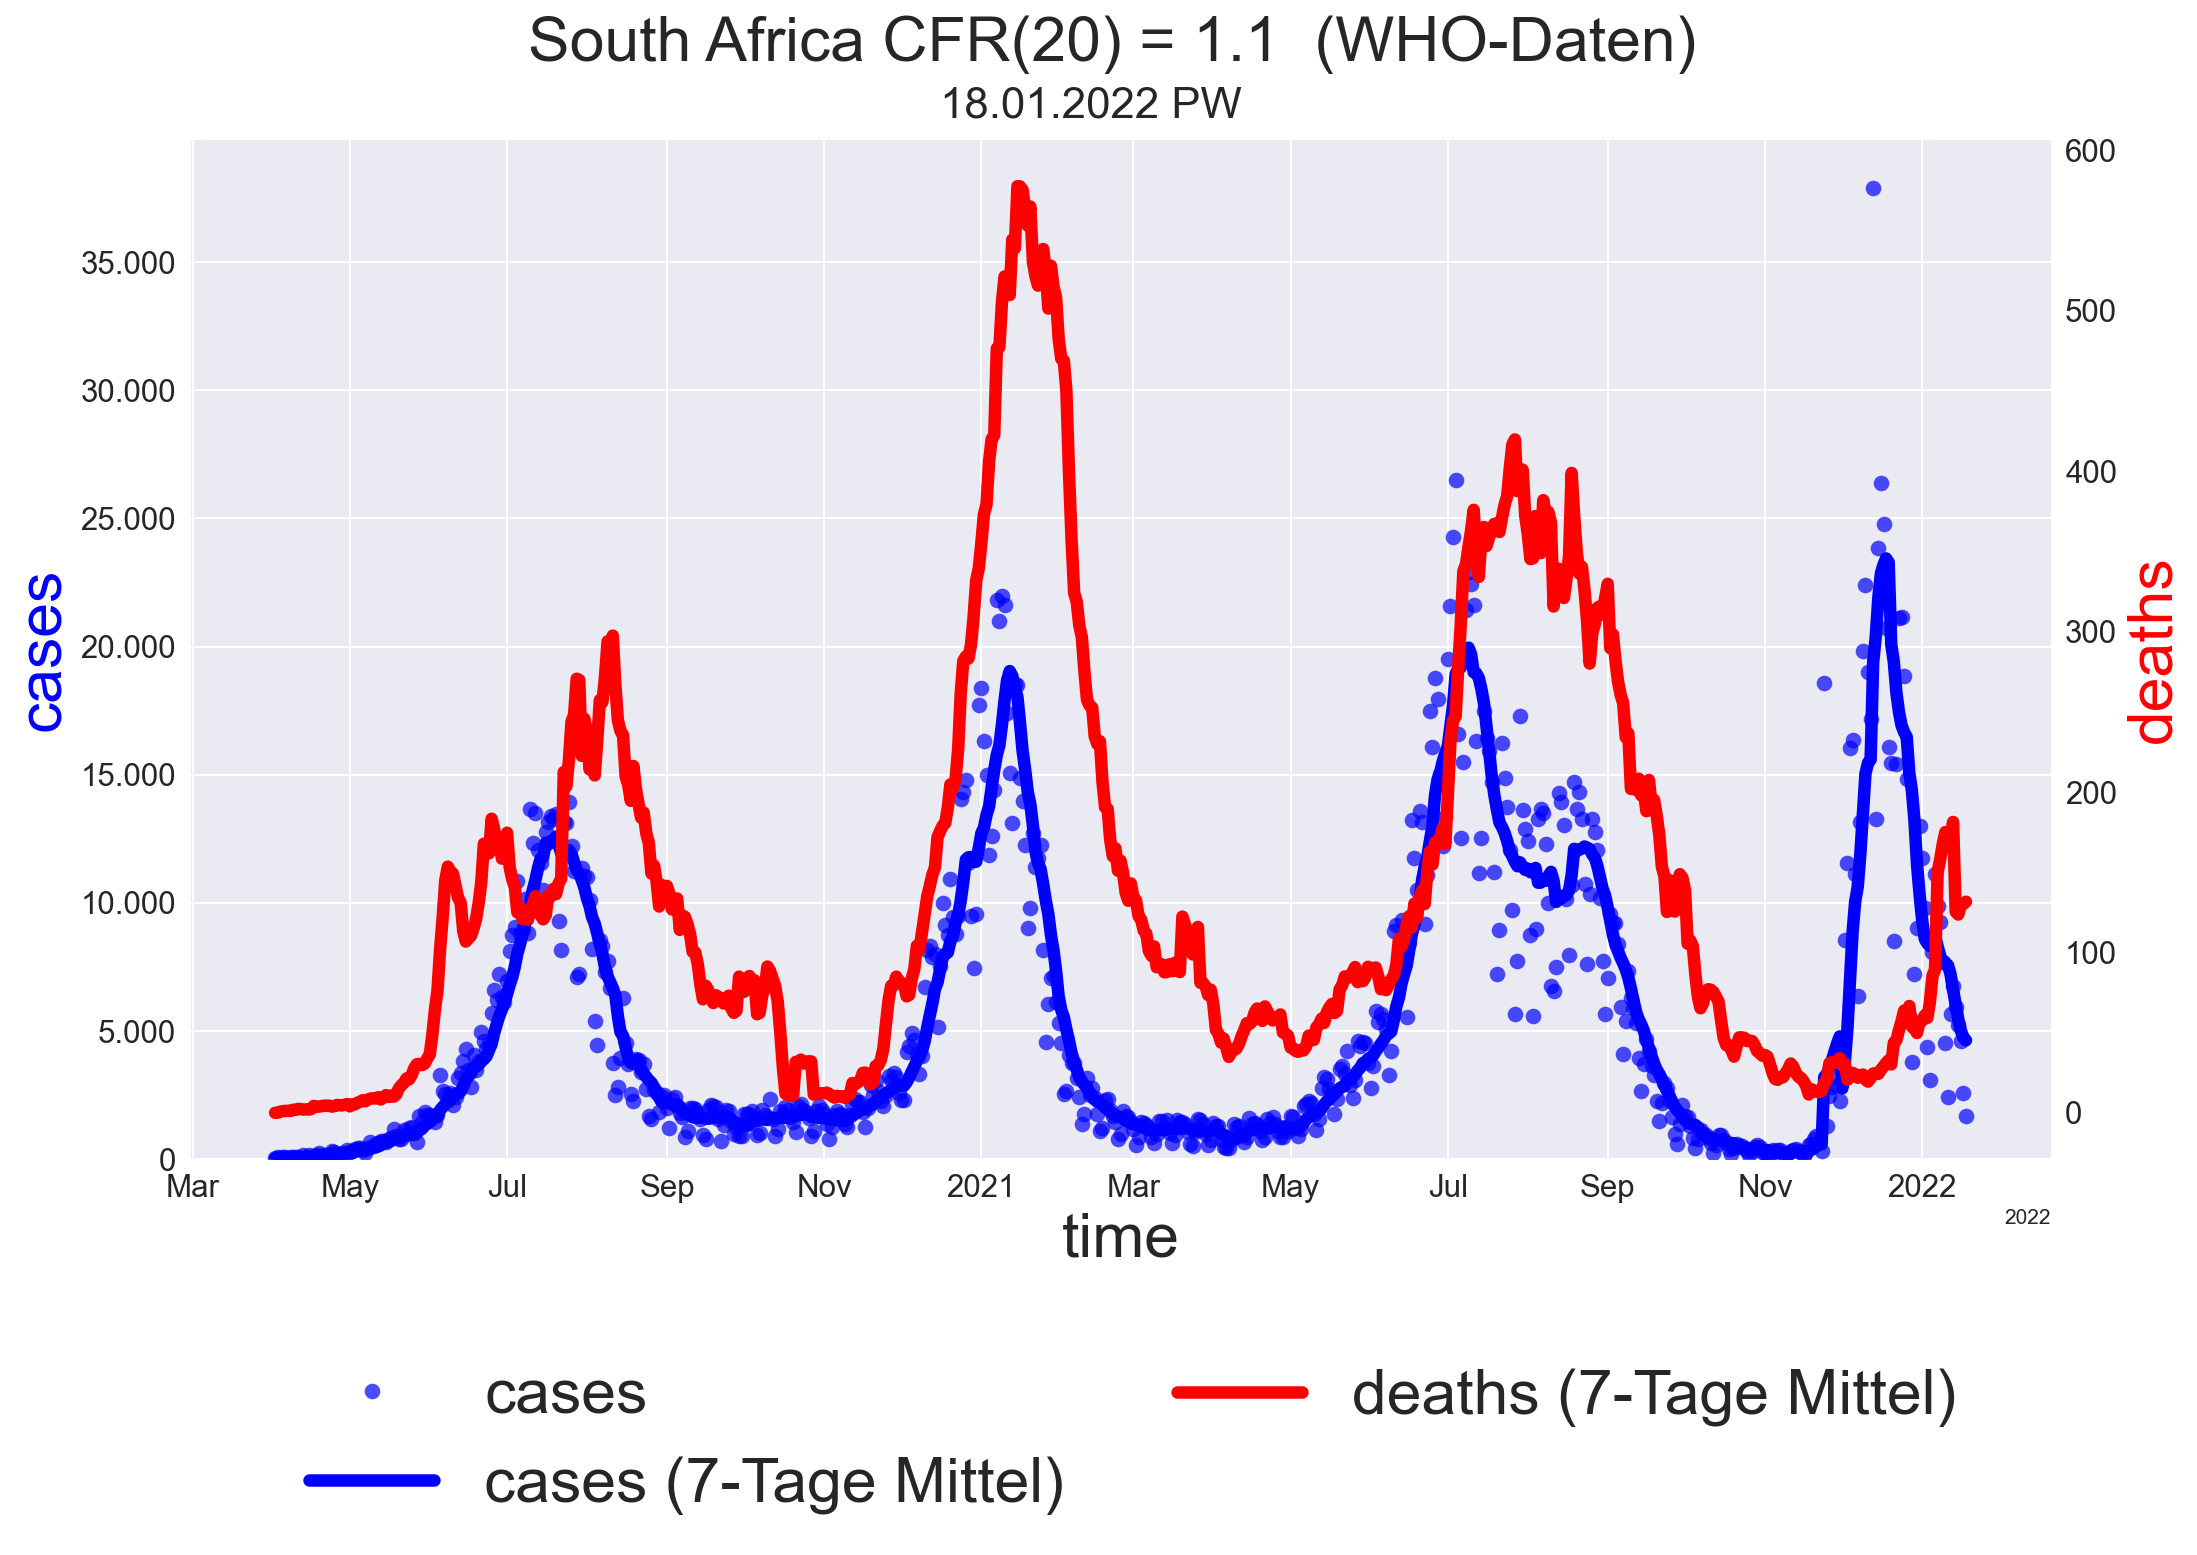 South Africa CFR(20) = 1.1  (WHO-Daten)
18.01.2022 PW
cases
35.000
30.000
25.000
20.000
15.000
10.000
5.000
0
600
500
400
300
200
100
0
deaths
Mar May Jul Sep Nov 2021 Mar May Jul Sep Nov 2022
2022
time
cases
cases (7-Tage Mittel)
deaths (7-Tage Mittel)